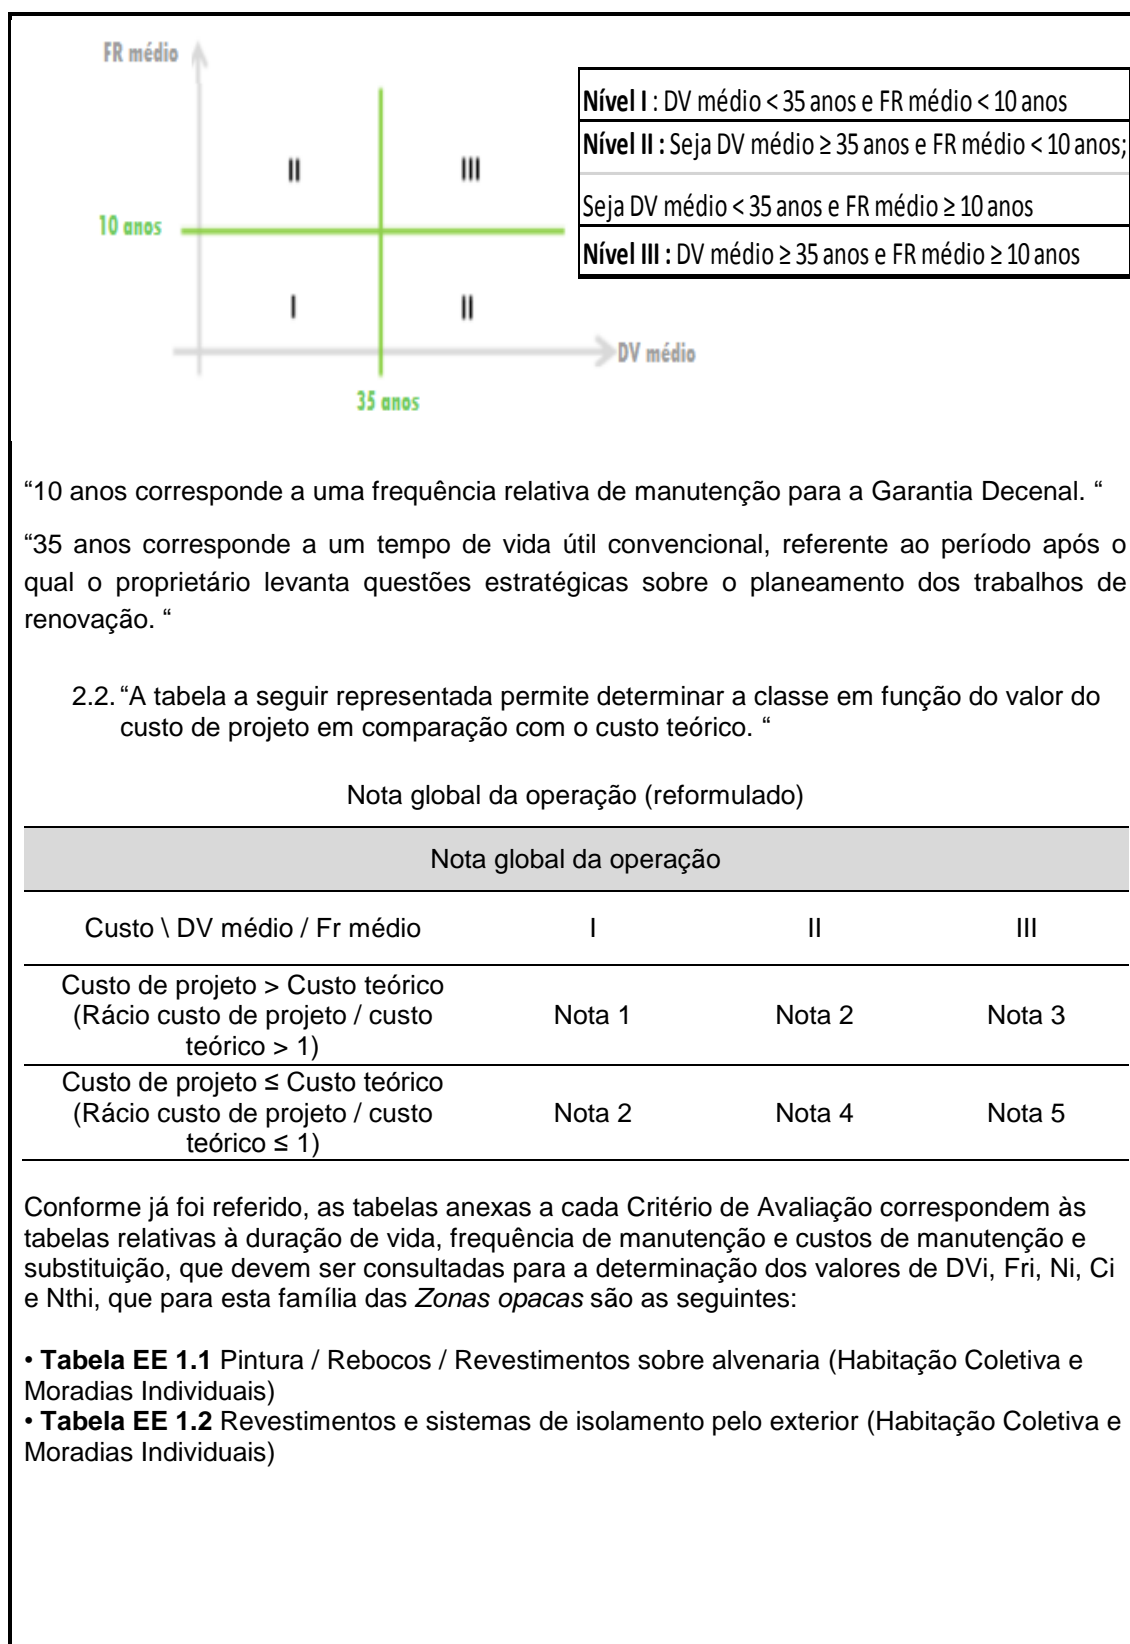 FR médio
II
III
10 anos
I
II
DV médio
35 anos
Nível I : DV médio < 35 anos e FR médio < 10 anos
Nível II : Seja DV médio ≥ 35 anos e FR médio < 10 anos;
Seja DV médio < 35 anos e FR médio ≥ 10 anos
Nível III : DV médio ≥ 35 anos e FR médio ≥ 10 anos
“10 anos corresponde a uma frequência relativa de manutenção para a Garantia Decenal. “
“35 anos corresponde a um tempo de vida útil convencional, referente ao período após o
qual o proprietário levanta questões estratégicas sobre o planeamento dos trabalhos de
renovação. “
2.2. “A tabela a seguir representada permite determinar a classe em função do valor do
custo de projeto em comparação com o custo teórico. “
Nota global da operação (reformulado)
Nota global da operação
Custo \ DV médio / Fr médio I II III
Custo de projeto > Custo teórico
(Rácio custo de projeto / custo Nota 1 Nota 2 Nota 3
teórico > 1)
Custo de projeto ≤ Custo teórico
(Rácio custo de projeto / custo Nota 2 Nota 4 Nota 5
teórico ≤ 1)
Conforme já foi referido, as tabelas anexas a cada Critério de Avaliação correspondem às
tabelas relativas à duração de vida, frequência de manutenção e custos de manutenção e
substituição, que devem ser consultadas para a determinação dos valores de DVi, Fri, Ni, Ci
e Nthi, que para esta família das Zonas opacas são as seguintes:
• Tabela EE 1.1 Pintura / Rebocos / Revestimentos sobre alvenaria (Habitação Coletiva e
Moradias Individuais)
• Tabela EE 1.2 Revestimentos e sistemas de isolamento pelo exterior (Habitação Coletiva e
Moradias Individuais)